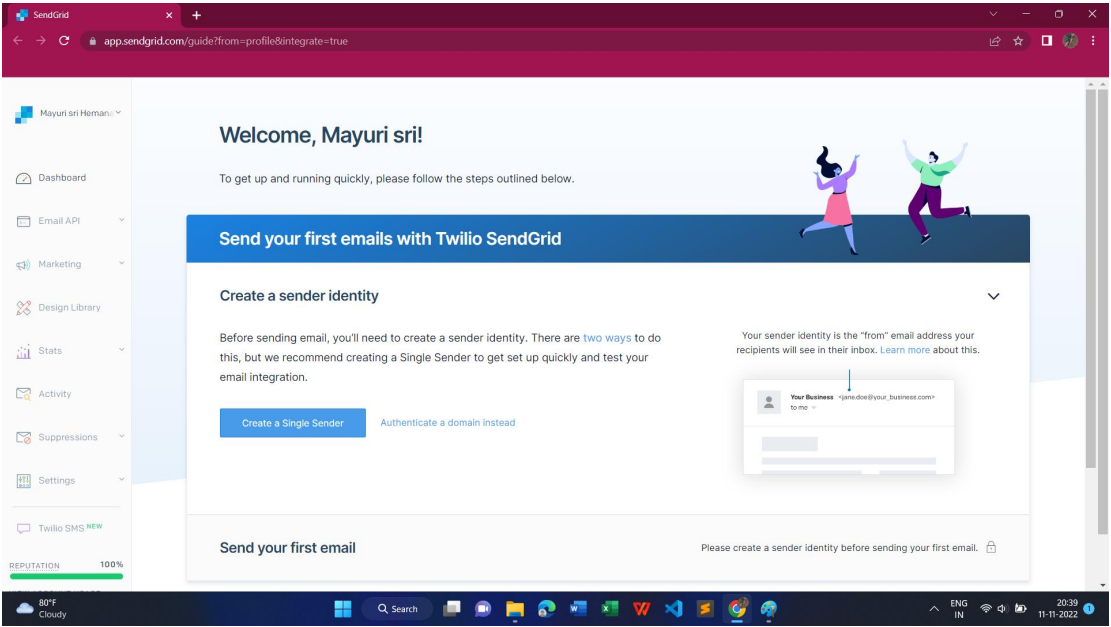 SendGrid
app.sendgrid.com/guide?from=profile&integrate=true
Mayuri sri Hemana
Dashboard
Email API
Marketing
Design Library
Stats
Activity
Suppressions
Settings
Twilio SMS NEW
REPUTATION 100%
Welcome, Mayuri sri!
To get up and running quickly, please follow the steps outlined below.
Send your first emails with Twilio SendGrid
Create a sender identity
Before sending email, you'll need to create a sender identity. There are two ways to do
this, but we recommend creating a Single Sender to get set up quickly and test your
email integration.
Create a Single Sender
Authenticate a domain instead
Your sender identity is the "from" email address your
recipients will see in their inbox. Learn more about this.
Your Business <jane.doe@your_business.com>
to me
Send your first email
Please create a sender identity before sending your first email.
80°F
Cloudy
Search
ENG
IN
20:39
11-11-2022
1